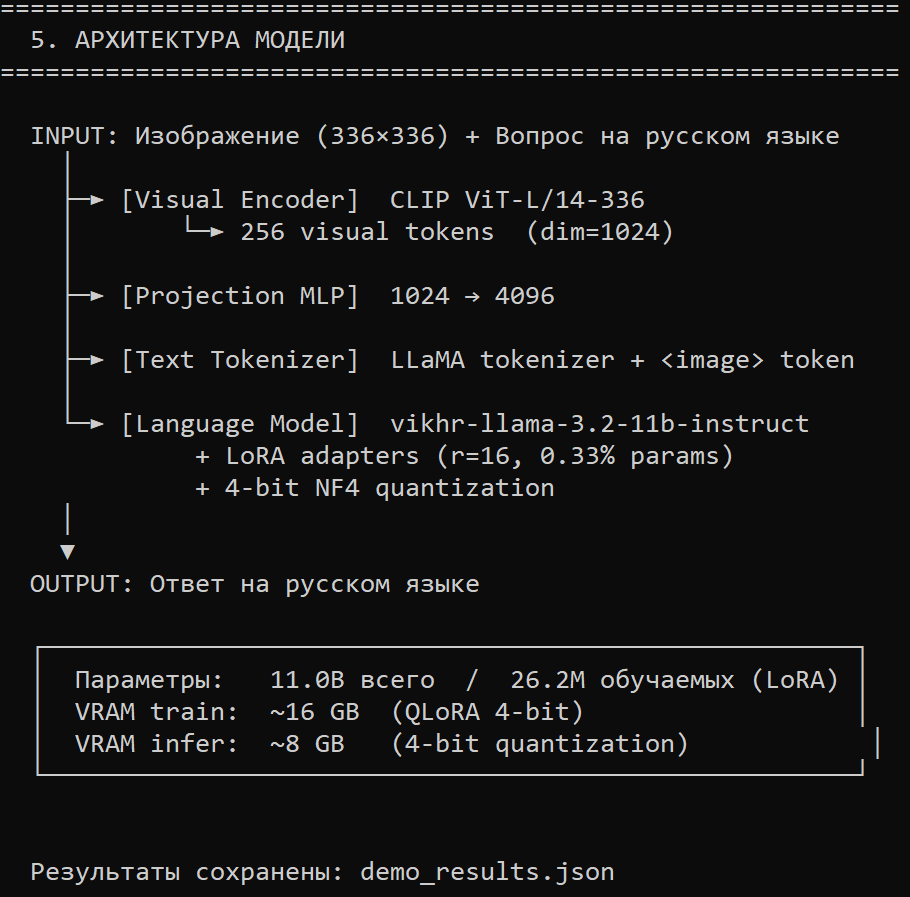 ============================================================
5. АРХИТЕКТУРА МОДЕЛИ
============================================================
INPUT: Изображение (336×336) + Вопрос на русском языке
│
├─► [Visual Encoder]  CLIP ViT-L/14-336
│       └─► 256 visual tokens  (dim=1024)
│
├─► [Projection MLP]  1024 → 4096
│
├─► [Text Tokenizer]  LLaMA tokenizer + <image> token
│
└─► [Language Model]  vikhr-llama-3.2-11b-instruct
+ LoRA adapters (r=16, 0.33% params)
+ 4-bit NF4 quantization
│
▼
OUTPUT: Ответ на русском языке
Параметры:   11.0B всего  /  26.2M обучаемых (LoRA)
VRAM train:  ~16 GB  (QLoRA 4-bit)
VRAM infer:  ~8 GB   (4-bit quantization)
Результаты сохранены: demo_results.json